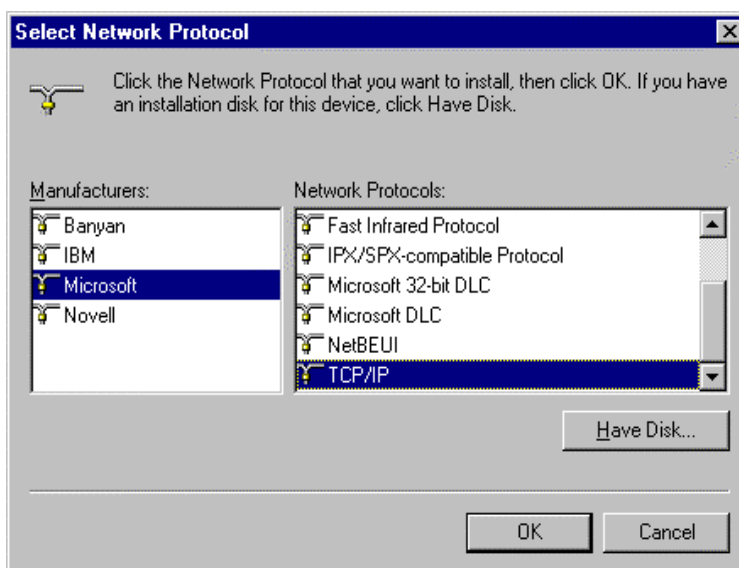 Select Network Protocol
Click the Network Protocol that you want to install, then click OK. If you have
an installation disk for this device, click Have Disk.
Manufacturers:
Banyan
IBM
Microsoft
Novell
Network Protocols:
Fast Infrared Protocol
IPX/SPX-compatible Protocol
Microsoft 32-bit DLC
Microsoft DLC
NetBEUI
TCP/IP
Have Disk...
OK
Cancel